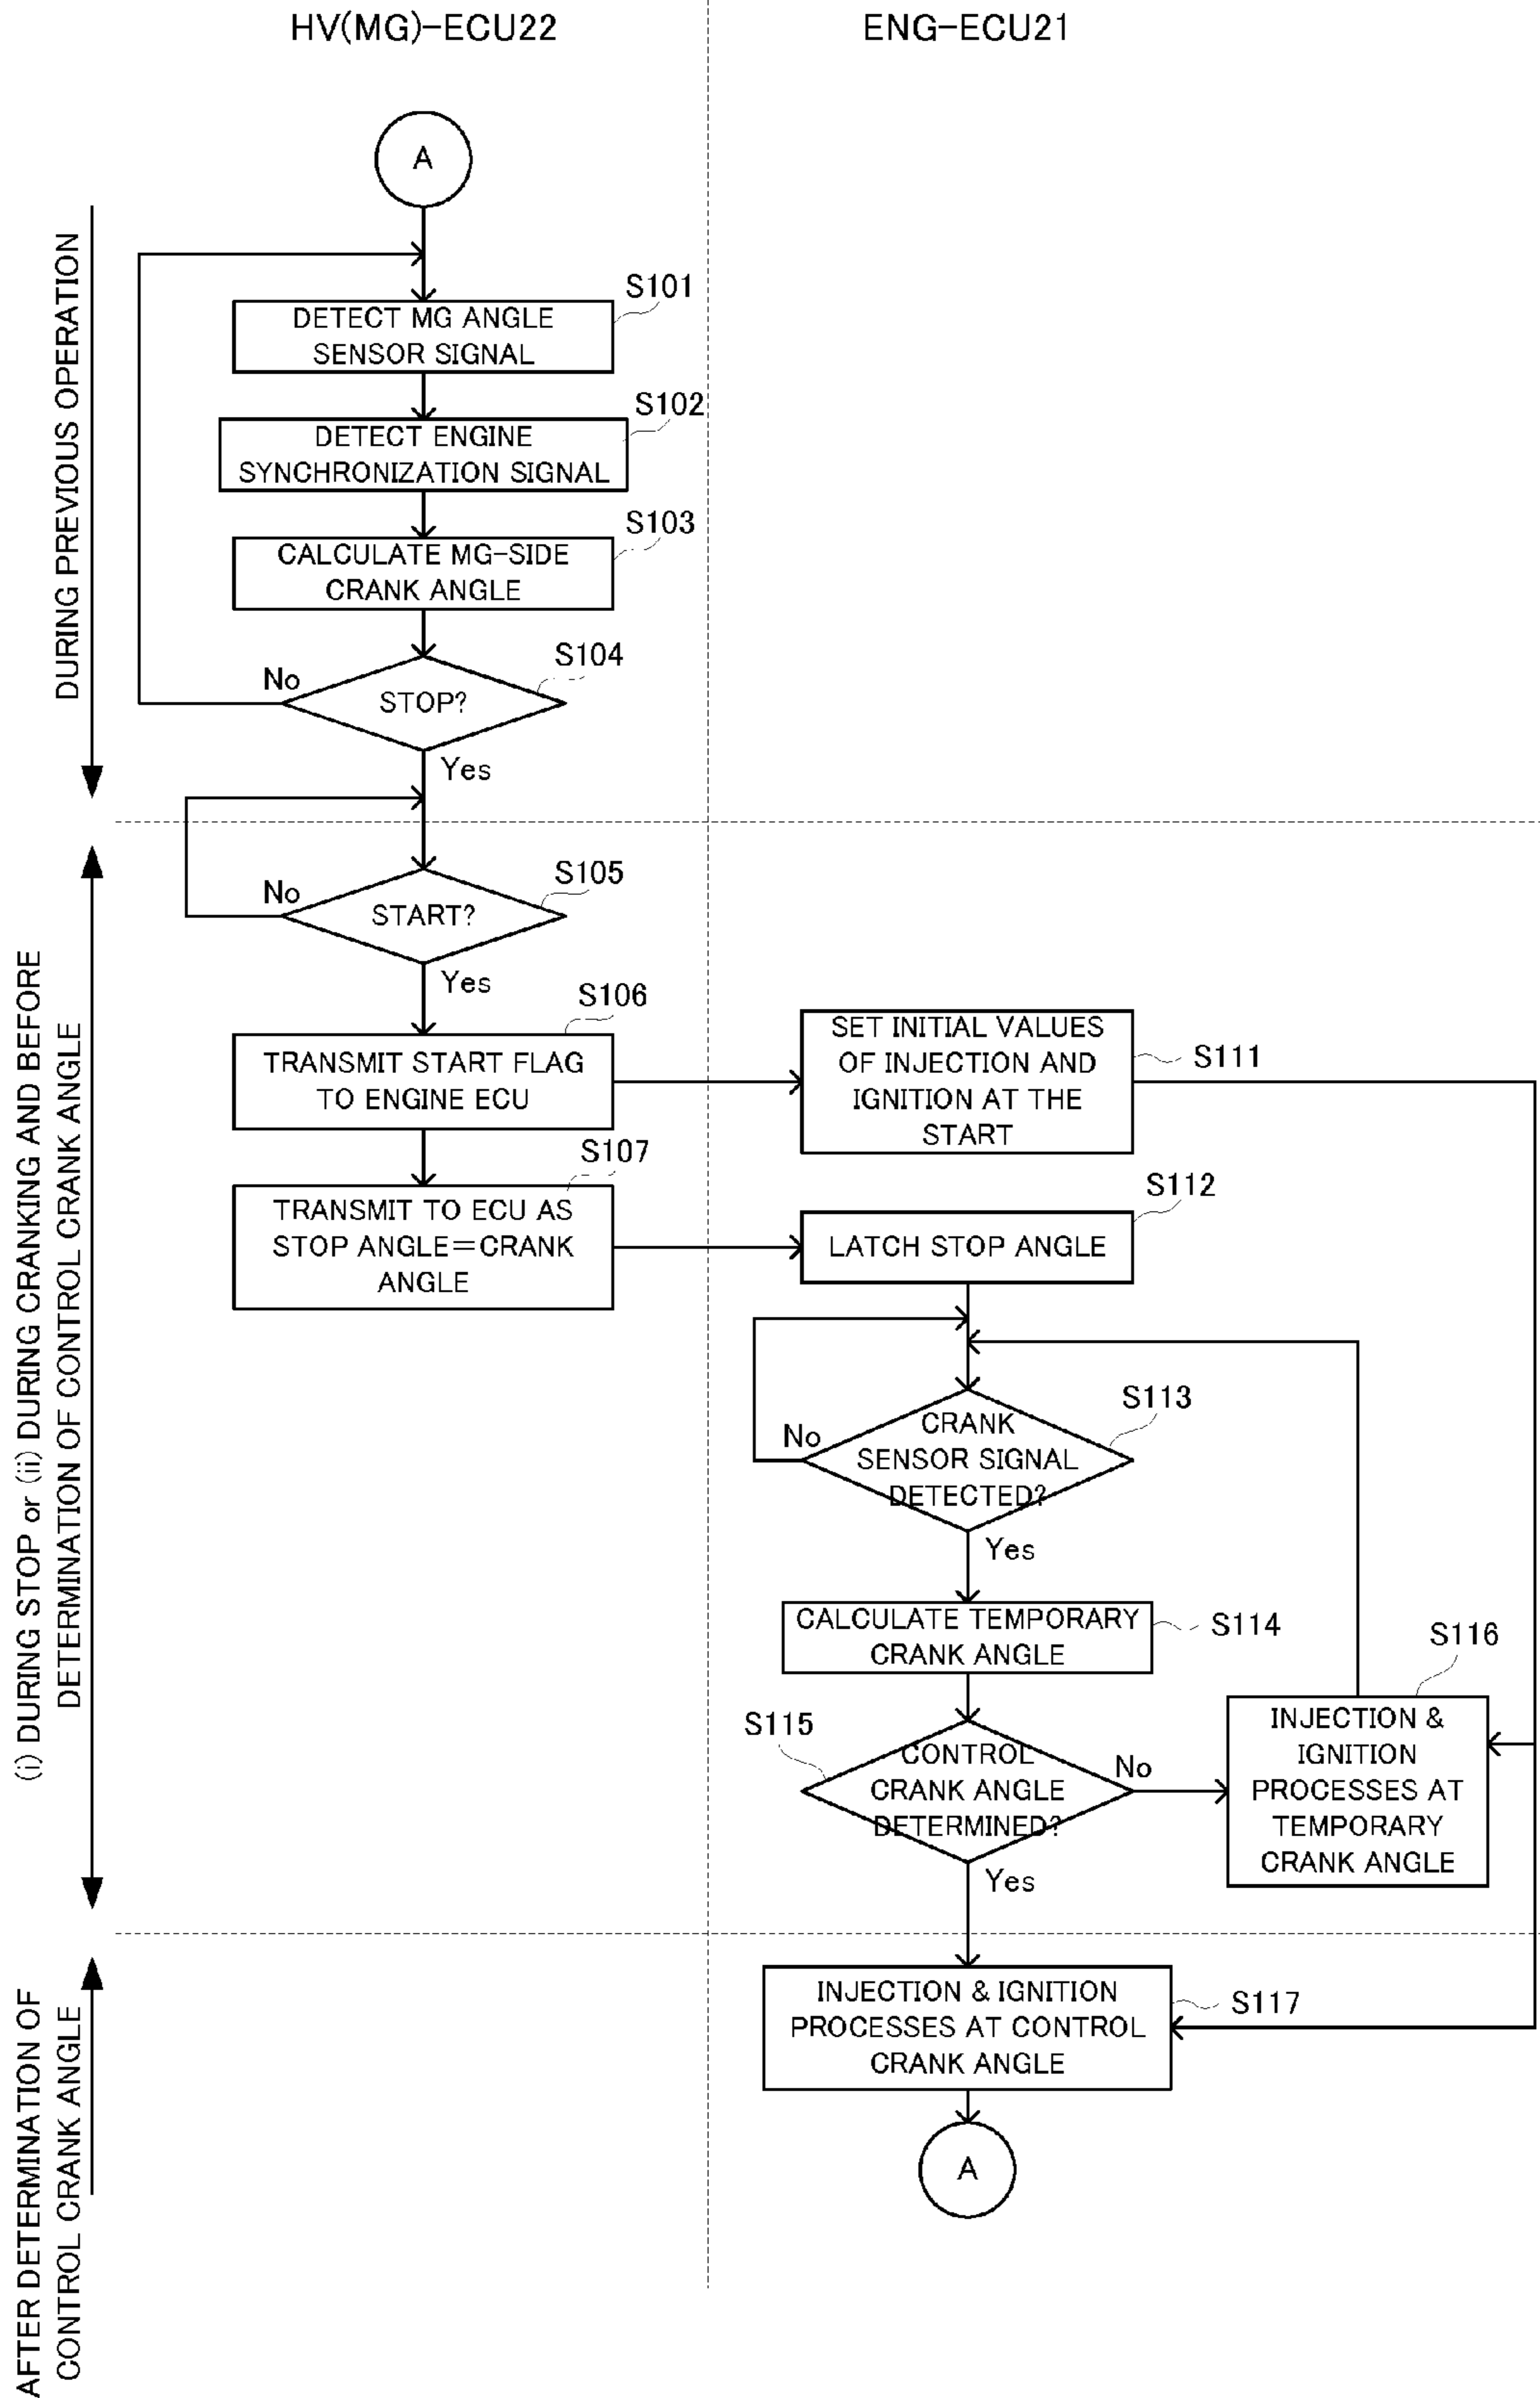 HV(MG)-ECU22
ENG-ECU21
A
DURING PREVIOUS OPERATION
S101
DETECT MG ANGLE
SENSOR SIGNAL
S102
DETECT ENGINE
SYNCHRONIZATION SIGNAL
S103
CALCULATE MG-SIDE
CRANK ANGLE
S104
No
STOP?
Yes
(i) DURING STOP or (ii) DURING CRANKING AND BEFORE
DETERMINATION OF CONTROL CRANK ANGLE
S105
No
START?
Yes
S106
TRANSMIT START FLAG
TO ENGINE ECU
SET INITIAL VALUES
OF INJECTION AND
IGNITION AT THE
START
S111
S107
TRANSMIT TO ECU AS
STOP ANGLE=CRANK
ANGLE
S112
LATCH STOP ANGLE
S113
No
CRANK
SENSOR SIGNAL
DETECTED?
Yes
CALCULATE TEMPORARY
CRANK ANGLE
S114
S115
CONTROL
CRANK ANGLE
DETERMINED?
No
Yes
S116
INJECTION &
IGNITION
PROCESSES AT
TEMPORARY
CRANK ANGLE
AFTER DETERMINATION OF
CONTROL CRANK ANGLE
INJECTION & IGNITION
PROCESSES AT CONTROL
CRANK ANGLE
S117
A